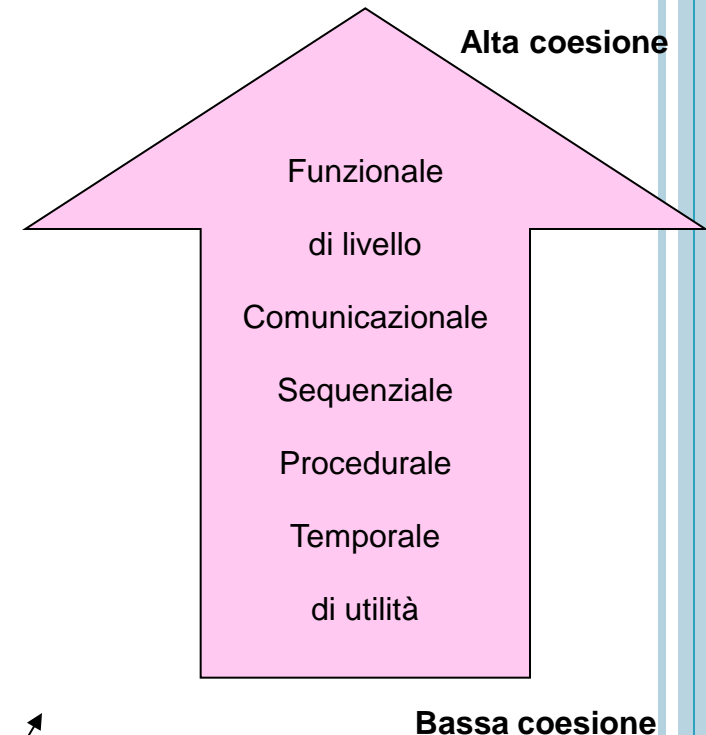 Alta coesione
Funzionale
di livello
Comunicazionale
Sequenziale
Procedurale
Temporale
di utilità
Bassa coesione